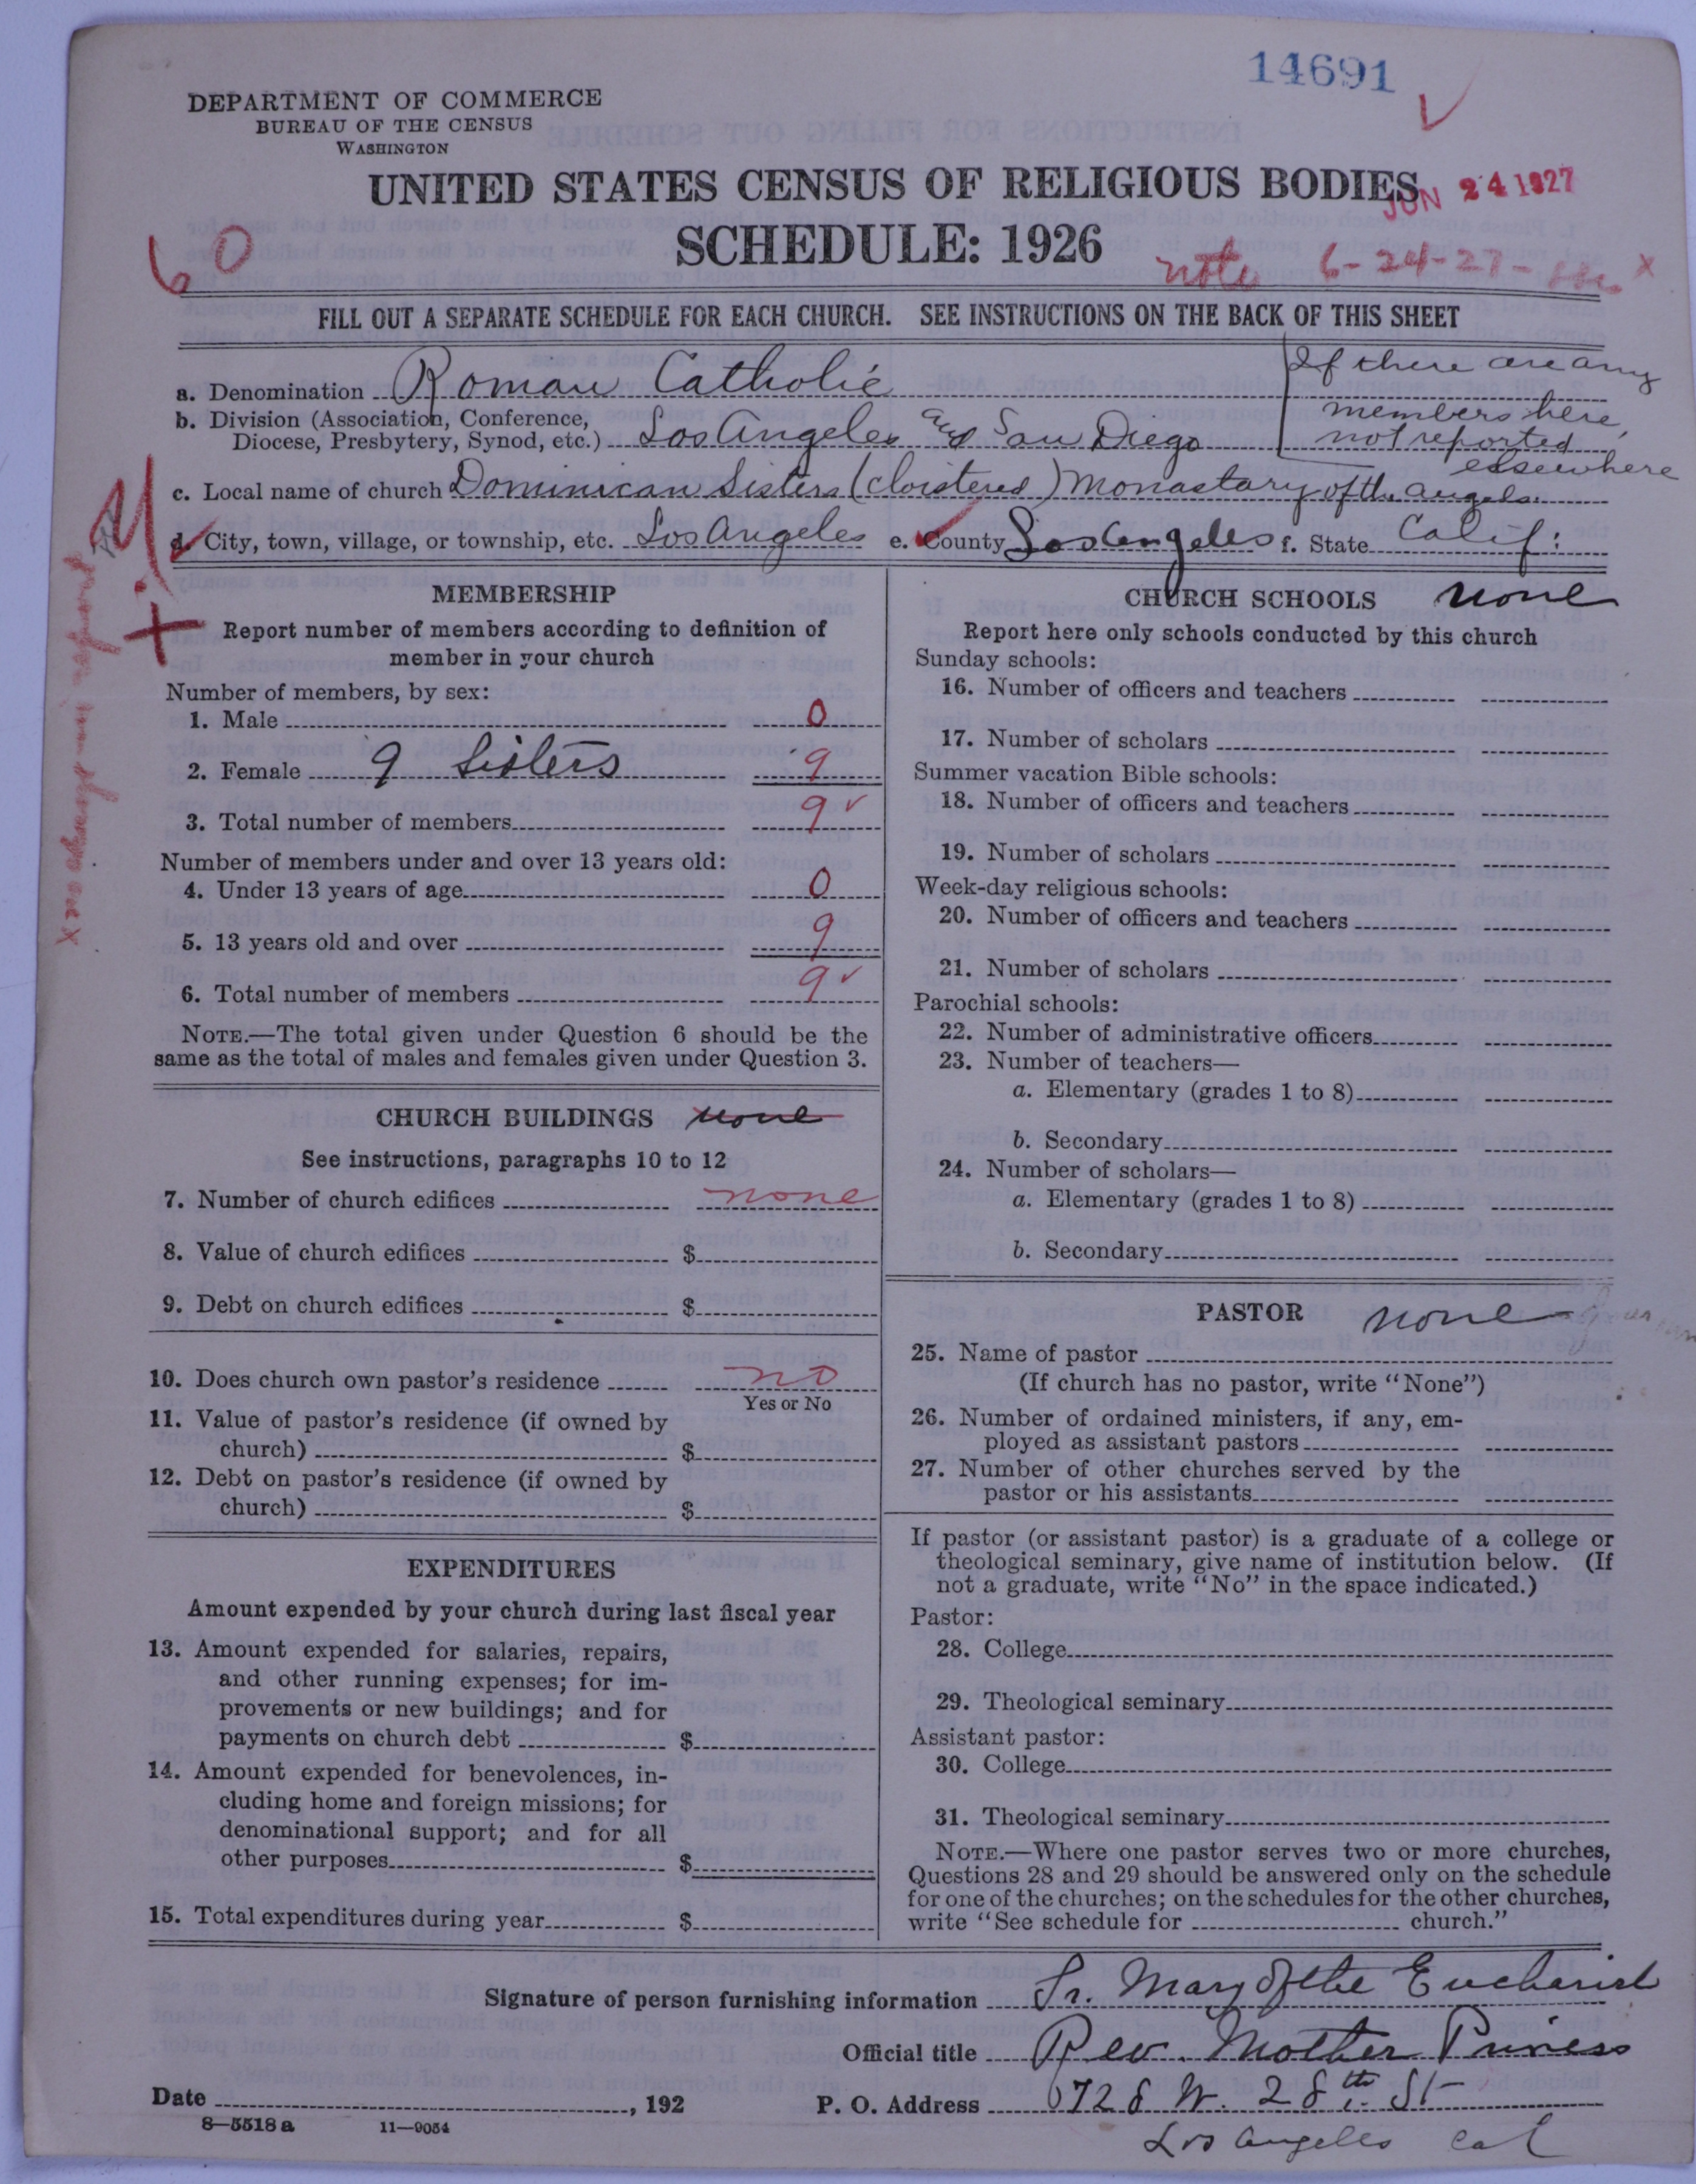 14691
DEPARTMENT OF COMMERCE
BUREAU OF THE CENSUS
WASHINGTON
UNITED STATES CENSUS OF RELIGIOUS BODIES
JUN 24 1927
SCHEDULE: 1926
60
note 6-24-27-
x
FILL OUT A SEPARATE SCHEDULE FOR EACH CHURCH. SEE INSTRUCTIONS ON THE BACK OF THIS SHEET
If there are any
members here,
not reported
elsewhere
a. Denomination Roman Catholic
b. Division (Association, Conference,
Diocese, Presbytery, Synod, etc.) Los Angeles and San Diego
c. Local name of church Dominican Sisters (cloistered) Monastary of the Angels
d. City, town, village, or township, etc. Los Angeles e. County Los Angeles f. State Calif:
MEMBERSHIP
Report number of members according to definition of
member in your church
Number of members, by sex:
1. Male 0
2. Female 9 Sisters 9
3. Total number of members 9
Number of members under and over 13 years old:
4. Under 13 years of age 0
5. 13 years old and over 9
6. Total number of members 9
NOTE.—The total given under Question 6 should be the
same as the total of males and females given under Question 3.
CHURCH BUILDINGS none
See instructions, paragraphs 10 to 12
7. Number of church edifices none
8. Value of church edifices $
9. Debt on church edifices $
10. Does church own pastor's residence no
Yes or No
11. Value of pastor's residence (if owned by
church) $
12. Debt on pastor's residence (if owned by
church) $
EXPENDITURES
Amount expended by your church during last fiscal year
13. Amount expended for salaries, repairs,
and other running expenses; for im-
provements or new buildings; and for
payments on church debt $
14. Amount expended for benevolences, in-
cluding home and foreign missions; for
denominational support; and for all
other purposes $
15. Total expenditures during year $
CHURCH SCHOOLS none
Report here only schools conducted by this church
Sunday schools:
16. Number of officers and teachers
17. Number of scholars
Summer vacation Bible schools:
18. Number of officers and teachers
19. Number of scholars
Week-day religious schools:
20. Number of officers and teachers
21. Number of scholars
Parochial schools:
22. Number of administrative officers
23. Number of teachers—
a. Elementary (grades 1 to 8)
b. Secondary
24. Number of scholars—
a. Elementary (grades 1 to 8)
b. Secondary
PASTOR none
25. Name of pastor
(If church has no pastor, write "None")
26. Number of ordained ministers, if any, em-
ployed as assistant pastors
27. Number of other churches served by the
pastor or his assistants
If pastor (or assistant pastor) is a graduate of a college or
theological seminary, give name of institution below. (If
not a graduate, write "No" in the space indicated.)
Pastor:
28. College
29. Theological seminary
Assistant pastor:
30. College
31. Theological seminary
NOTE.—Where one pastor serves two or more churches,
Questions 28 and 29 should be answered only on the schedule
for one of the churches; on the schedules for the other churches,
write "See schedule for church."
Signature of person furnishing information Sr. Mary of the Eucharist
Official title Rev. Mother Prioress
Date , 192
P. O. Address 728 W. 28th St
Los Angeles Cal
8—5518 a 11—9054